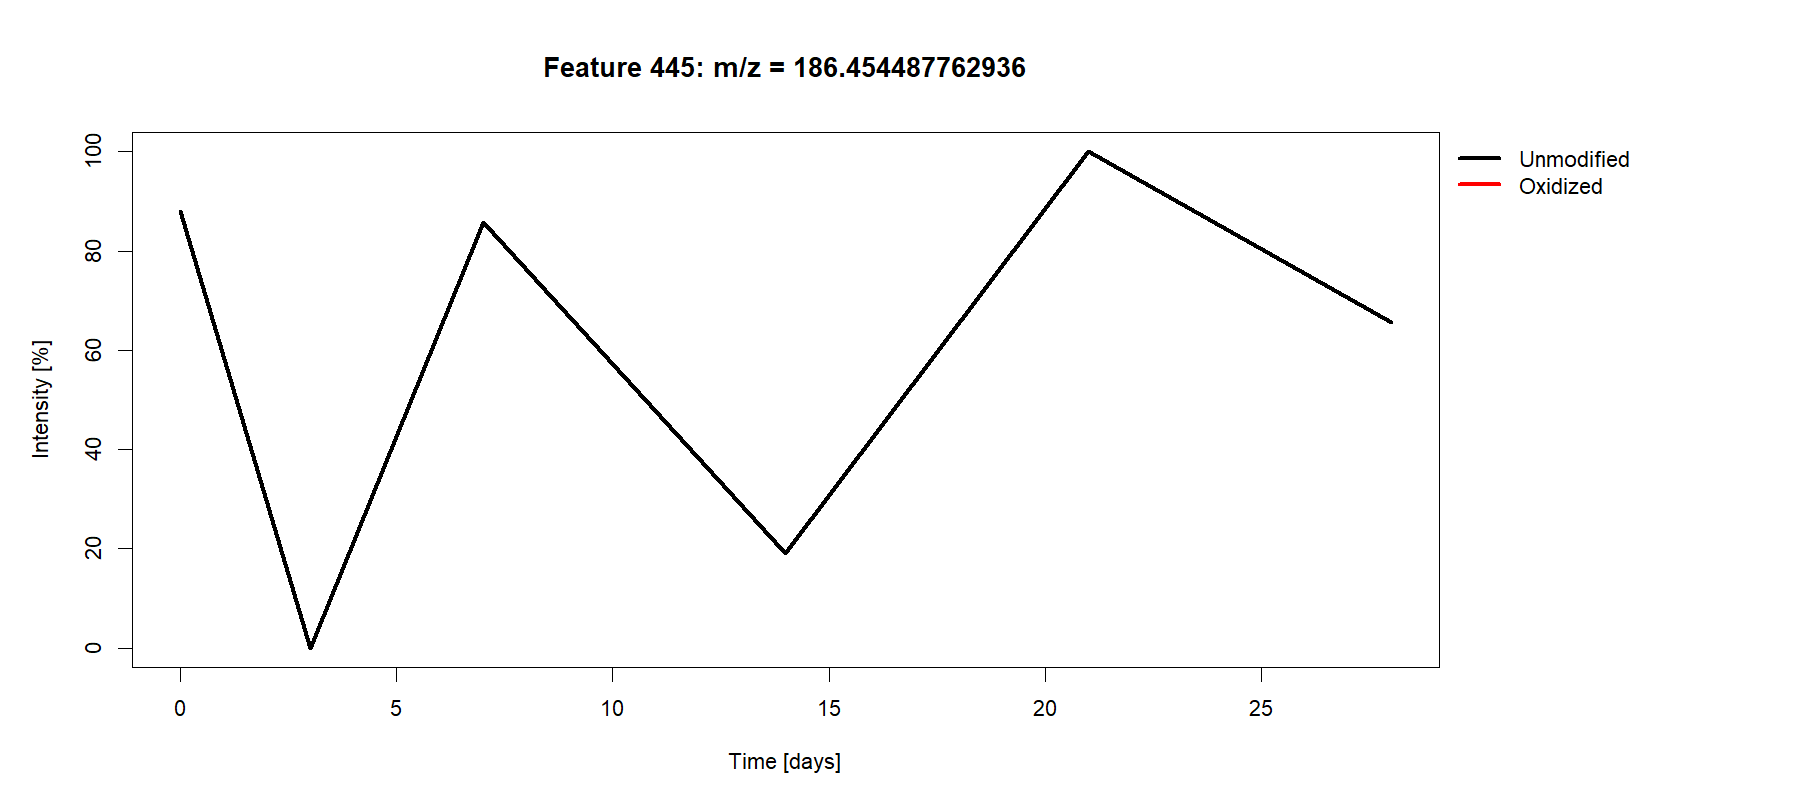 Feature 445: m/z = 186.454487762936
Unmodified
Oxidized
Intensity [%]
100
80
60
40
20
0
0 5 10 15 20 25
Time [days]